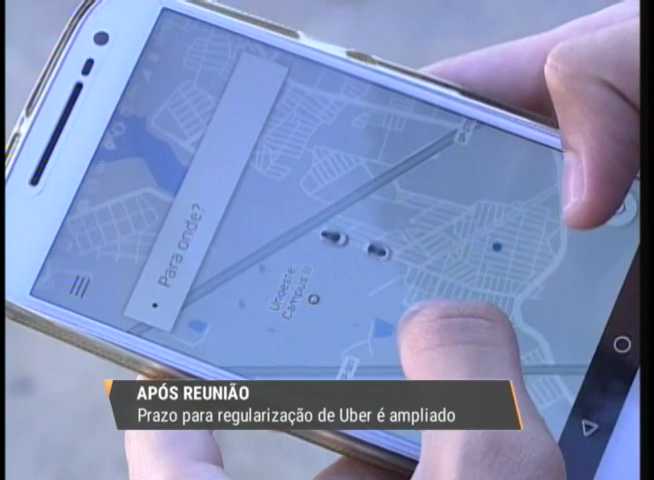 Para onde?
Unoeste
Campus II
APÓS REUNIÃO
Prazo para regularização de Uber é ampliado